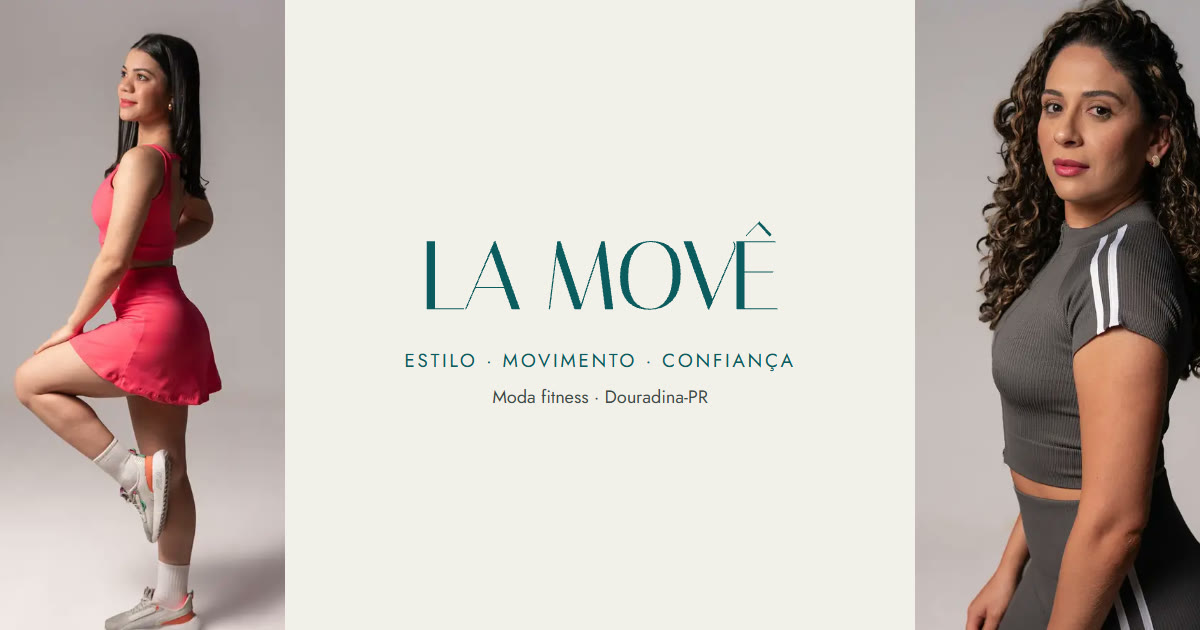 LA MOVÊ
ESTILO · MOVIMENTO · CONFIANÇA
Moda fitness · Douradina-PR